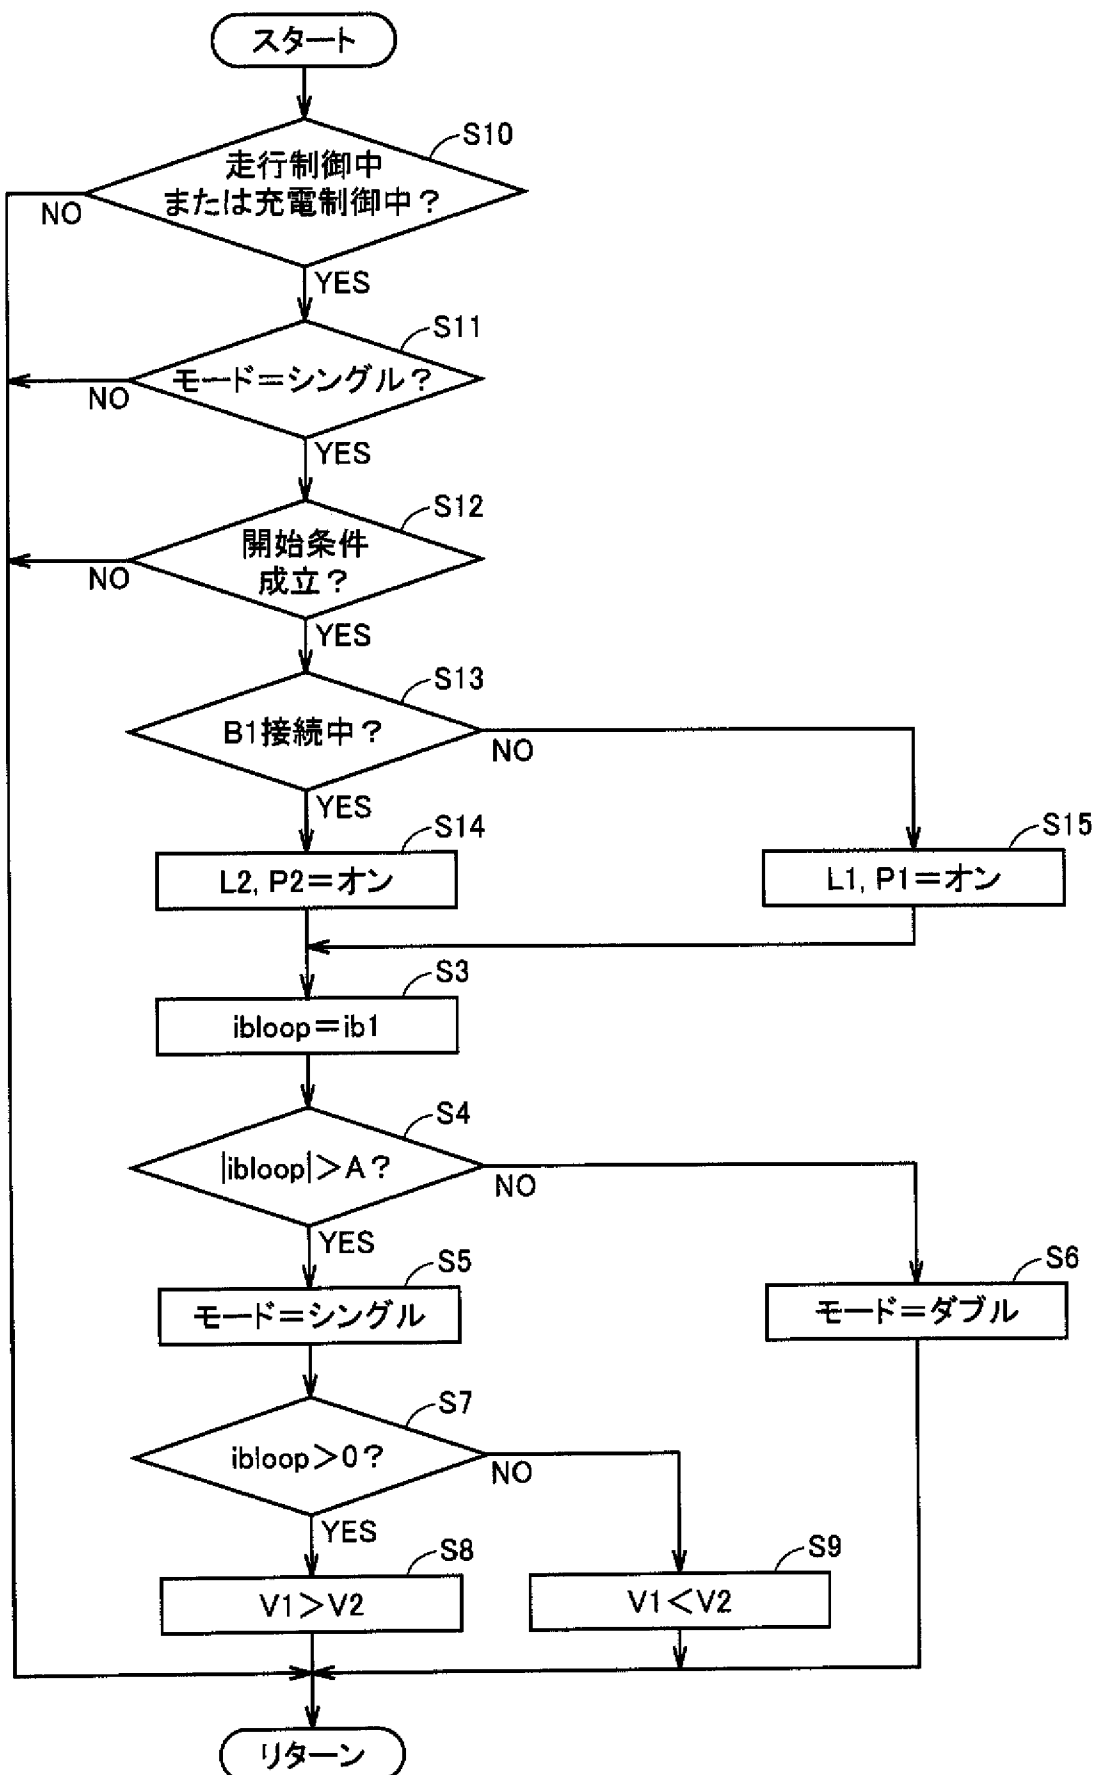 スタート
S10
走行制御中
または充電制御中？
NO
YES
S11
モード＝シングル？
NO
YES
S12
開始条件
成立？
NO
YES
S13
B1接続中？
NO
YES
S14
L2, P2＝オン
S15
L1, P1＝オン
S3
ibloop＝ib1
S4
|ibloop|＞A？
NO
YES
S5
モード＝シングル
S6
モード＝ダブル
S7
ibloop＞0？
NO
YES
S8
V1＞V2
S9
V1＜V2
リターン